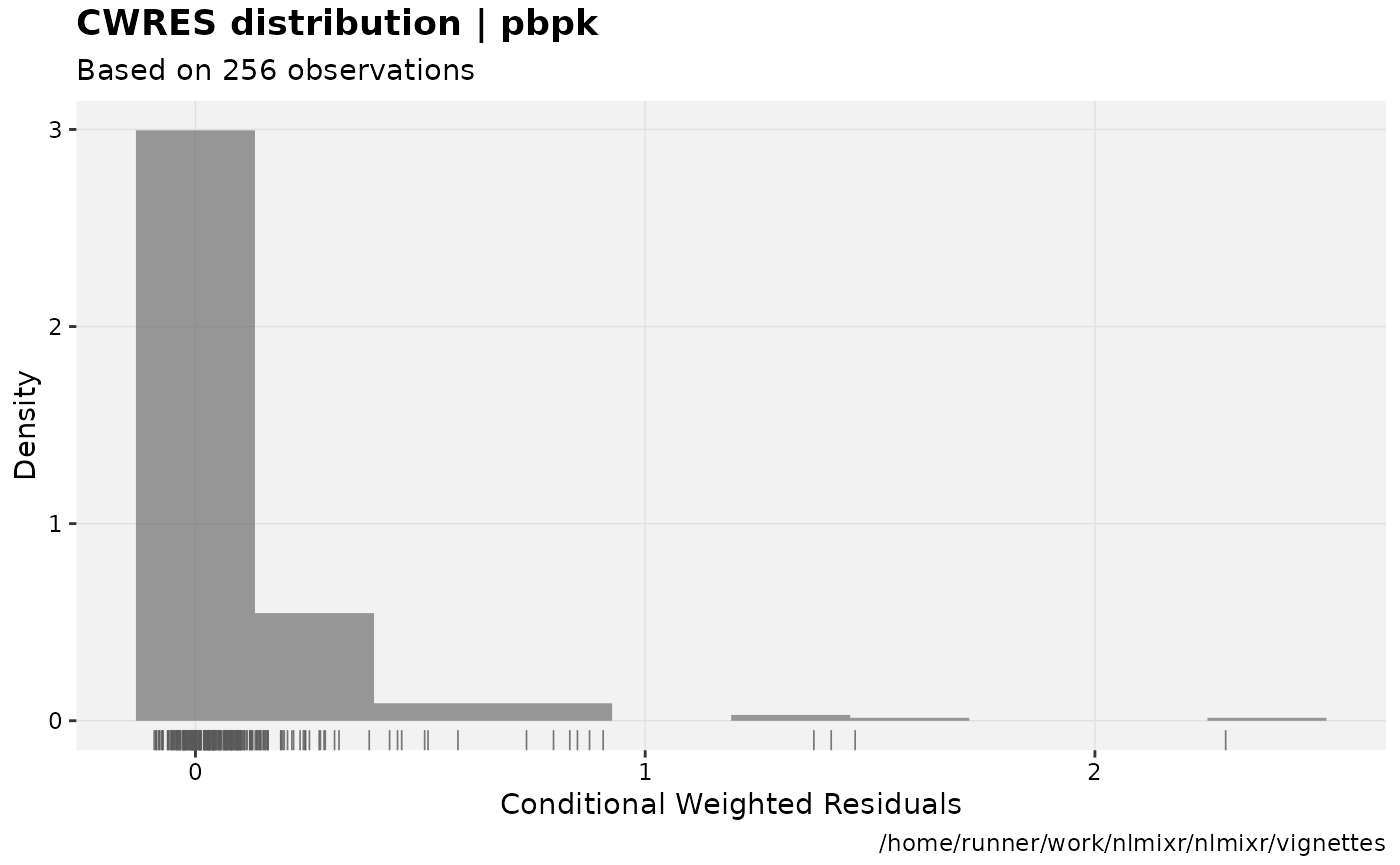 CWRES distribution | pbpk
Based on 256 observations
3
2
1
0
Density
0 1 2
Conditional Weighted Residuals
/home/runner/work/nlmixr/nlmixr/vignettes